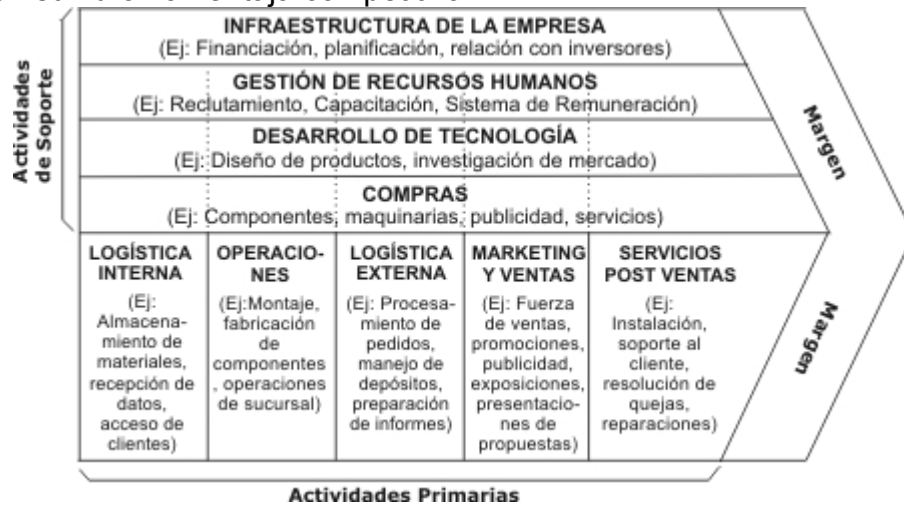 INFRAESTRUCTURA DE LA EMPRESA
(Ej: Financiación, planificación, relación con inversores)
GESTIÓN DE RECURSOS HUMANOS
(Ej: Reclutamiento, Capacitación, Sistema de Remuneración)
DESARROLLO DE TECNOLOGÍA
(Ej: Diseño de productos, investigación de mercado)
COMPRAS
(Ej: Componentes, maquinarias, publicidad, servicios)
Actividades
de Soporte
Margen
LOGÍSTICA
INTERNA
(Ej:
Almacena-
miento de
materiales,
recepción de
datos,
acceso de
clientes)
OPERACIO-
NES
(Ej:Montaje,
fabricación
de
componentes
, operaciones
de sucursal)
LOGÍSTICA
EXTERNA
(Ej: Procesa-
miento de
pedidos,
manejo de
depósitos,
preparación
de informes)
MARKETING
Y VENTAS
(Ej: Fuerza
de ventas,
promociones,
publicidad,
exposiciones,
presentacio-
nes de
propuestas)
SERVICIOS
POST VENTAS
(Ej:
Instalación,
soporte al
cliente,
resolución de
quejas,
reparaciones)
Margen
Actividades Primarias